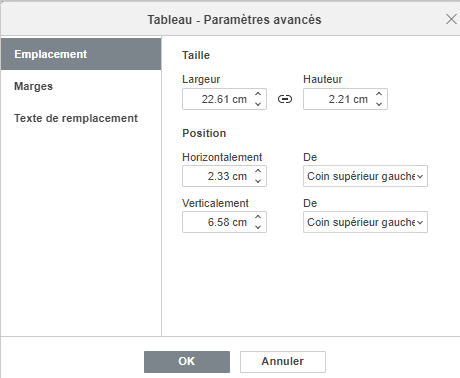 Tableau - Paramètres avancés
Emplacement
Marges
Texte de remplacement
Taille
Largeur Hauteur
22.61 cm 2.21 cm
Position
Horizontalement De
2.33 cm Coin supérieur gauche
Verticalement De
6.58 cm Coin supérieur gauche
OK Annuler